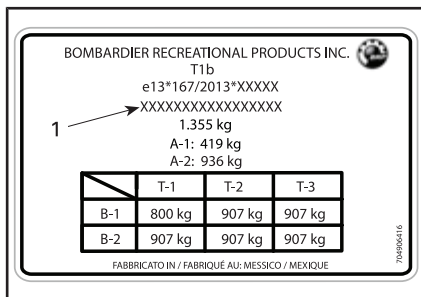 BOMBARDIER RECREATIONAL PRODUCTS INC.
T1b
e13*167/2013*XXXXX
XXXXXXXXXXXXXXXXX
1
1.355 kg
A-1: 419 kg
A-2: 936 kg
T-1 T-2 T-3
B-1 800 kg 907 kg 907 kg
B-2 907 kg 907 kg 907 kg
FABBRICATO IN / FABRIQUÉ AU: MESSICO / MEXIQUE
704906416